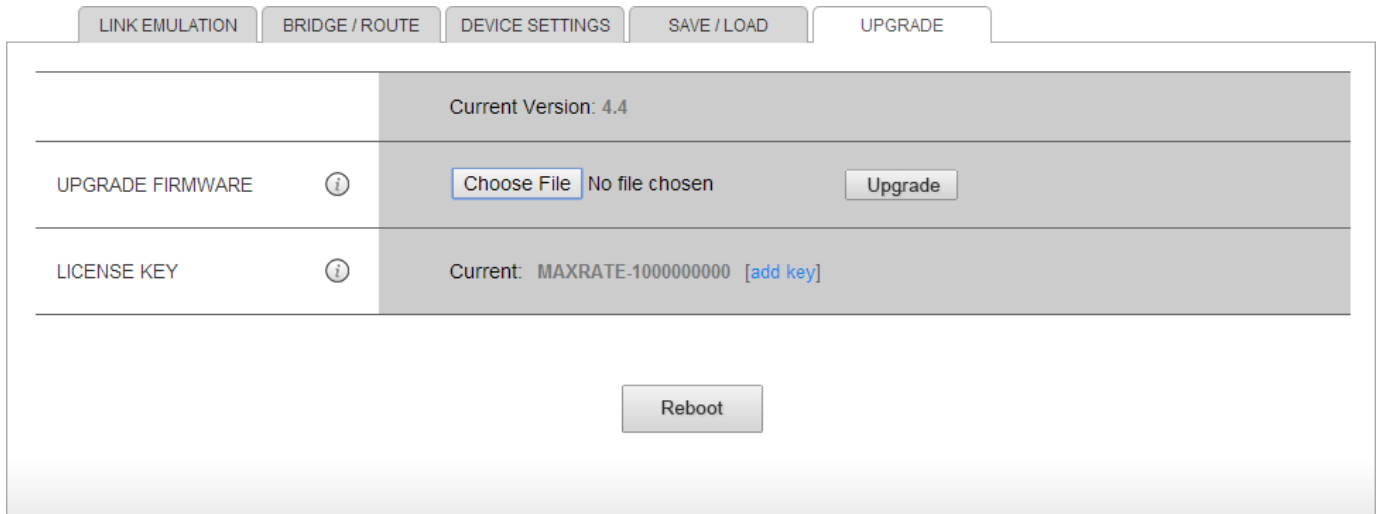 LINK EMULATION BRIDGE / ROUTE DEVICE SETTINGS SAVE / LOAD UPGRADE
Current Version: 4.4
UPGRADE FIRMWARE i Choose File No file chosen Upgrade
LICENSE KEY i Current: MAXRATE-1000000000 [add key]
Reboot